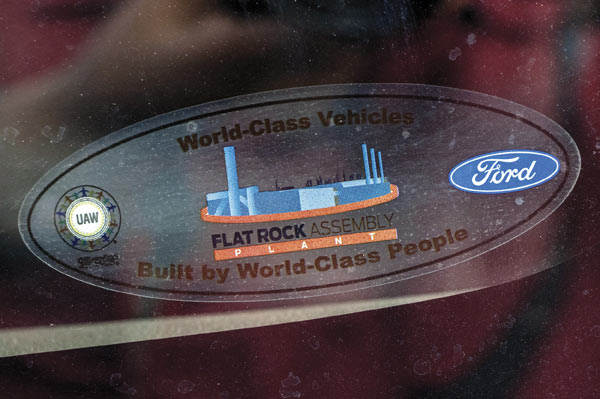 World-Class Vehicles
UAW
Ford
FLAT ROCK ASSEMBLY
PLANT
Built by World-Class People